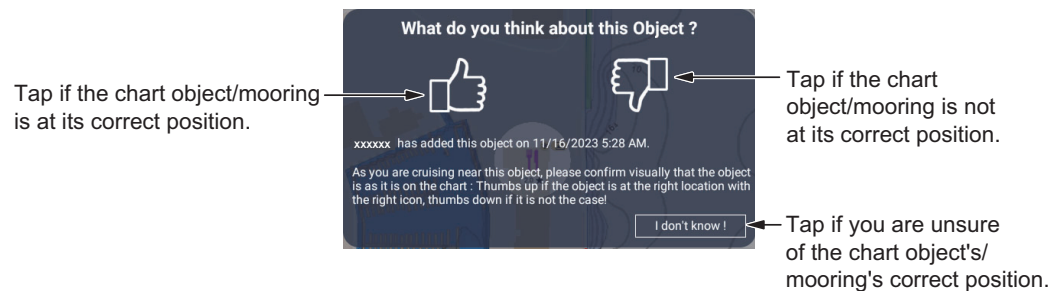 What do you think about this Object ?
Tap if the chart object/mooring
is at its correct position.
Tap if the chart
object/mooring is not
at its correct position.
xxxxxx has added this object on 11/16/2023 5:28 AM.
As you are cruising near this object, please confirm visually that the object
is as it is on the chart : Thumbs up if the object is at the right location with
the right icon, thumbs down if it is not the case!
I don't know !
Tap if you are unsure
of the chart object's/
mooring's correct position.